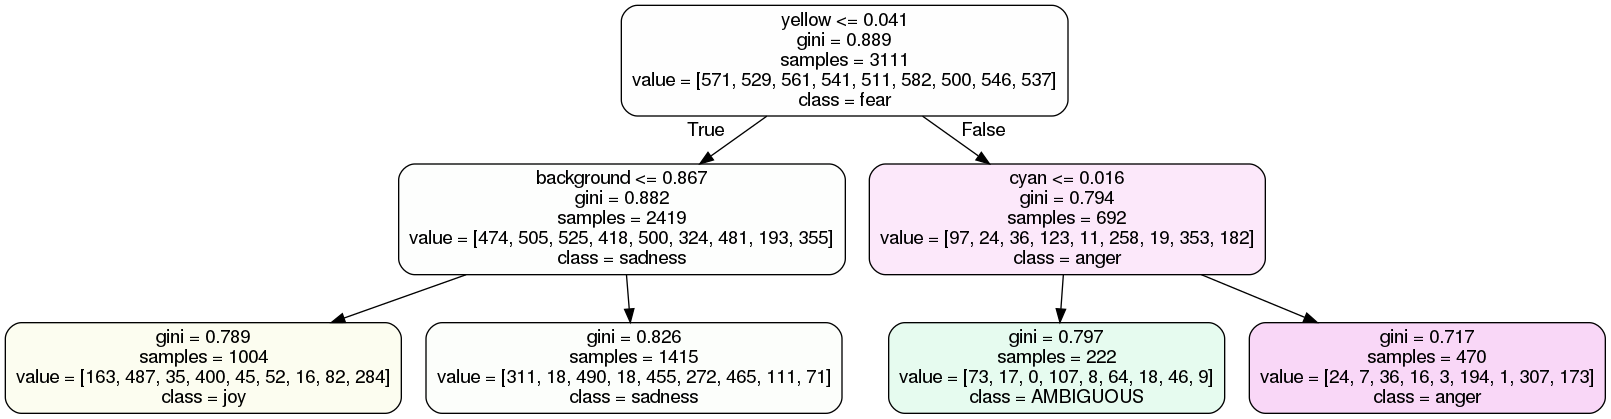 yellow <= 0.041
gini = 0.889
samples = 3111
value = [571, 529, 561, 541, 511, 582, 500, 546, 537]
class = fear
True
False
background <= 0.867
gini = 0.882
samples = 2419
value = [474, 505, 525, 418, 500, 324, 481, 193, 355]
class = sadness
cyan <= 0.016
gini = 0.794
samples = 692
value = [97, 24, 36, 123, 11, 258, 19, 353, 182]
class = anger
gini = 0.789
samples = 1004
value = [163, 487, 35, 400, 45, 52, 16, 82, 284]
class = joy
gini = 0.826
samples = 1415
value = [311, 18, 490, 18, 455, 272, 465, 111, 71]
class = sadness
gini = 0.797
samples = 222
value = [73, 17, 0, 107, 8, 64, 18, 46, 9]
class = AMBIGUOUS
gini = 0.717
samples = 470
value = [24, 7, 36, 16, 3, 194, 1, 307, 173]
class = anger